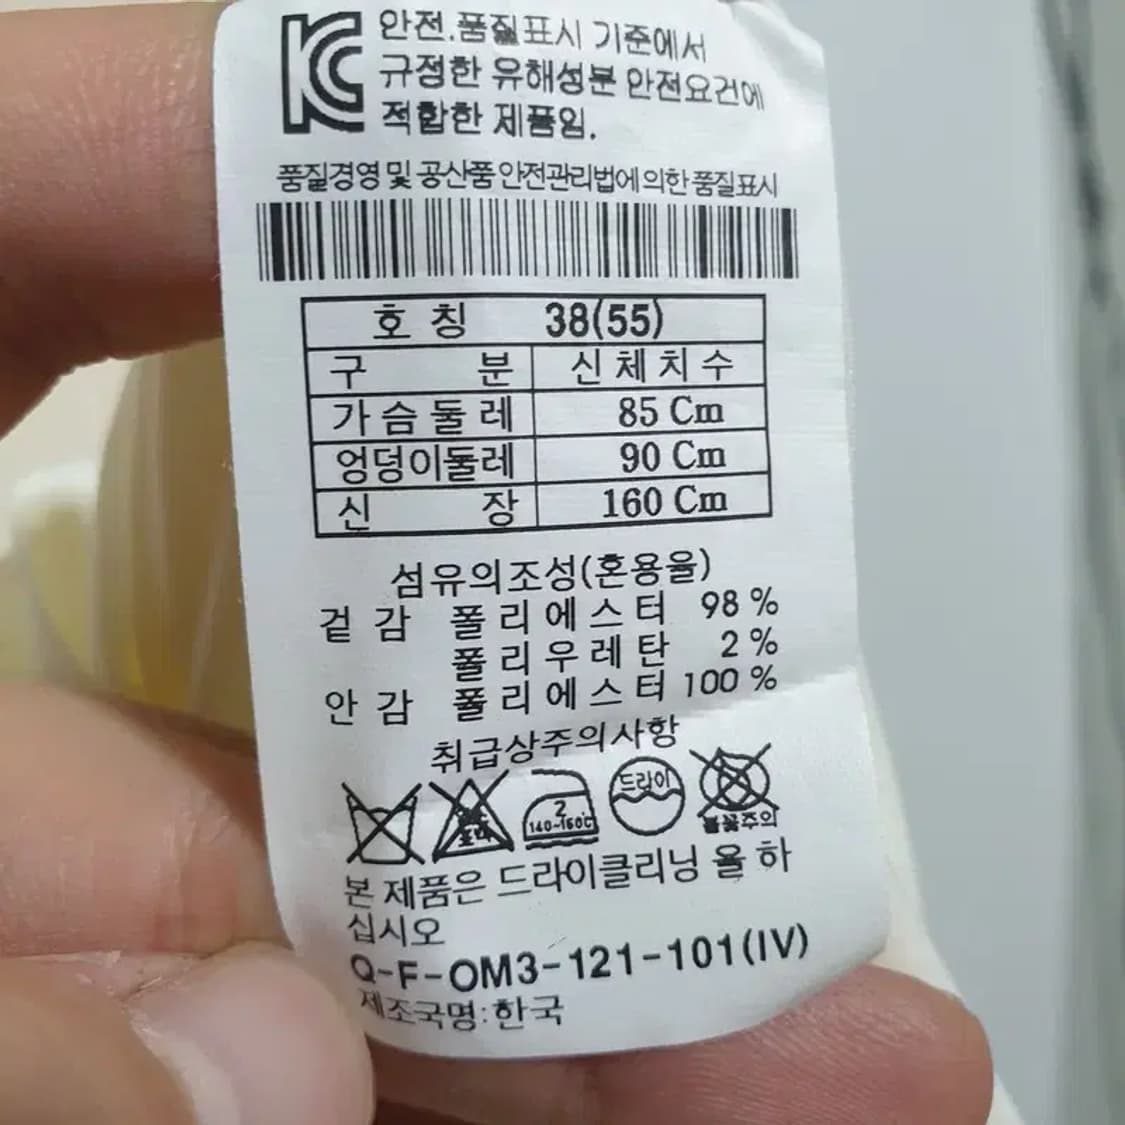 KC 안전.품질표시 기준에서
규정한 유해성분 안전요건에
적합한 제품임.
품질경영 및 공산품 안전관리법에 의한 품질표시
호 칭 38(55)
구 분 신체치수
가슴둘레 85 Cm
엉덩이둘레 90 Cm
신 장 160 Cm
섬유의조성(혼용율)
겉 감 폴리에스터 98 %
폴리우레탄 2 %
안 감 폴리에스터 100 %
취급상주의사항
2
140~160℃
드라이
불꽃주의
본 제품은 드라이클리닝 을 하
십시오
Q-F-OM3-121-101(IV)
제조국명:한국